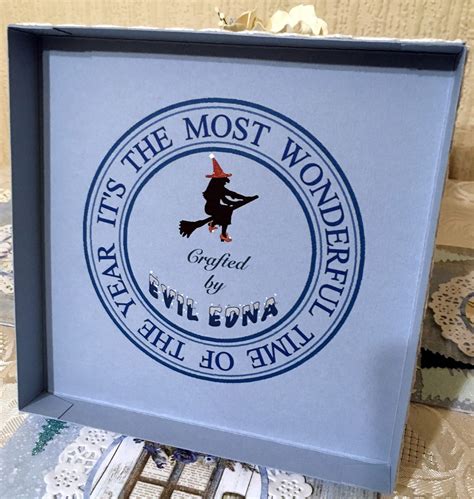 IT'S THE MOST WONDERFUL TIME OF THE YEAR
Crafted
by
EVIL EDNA